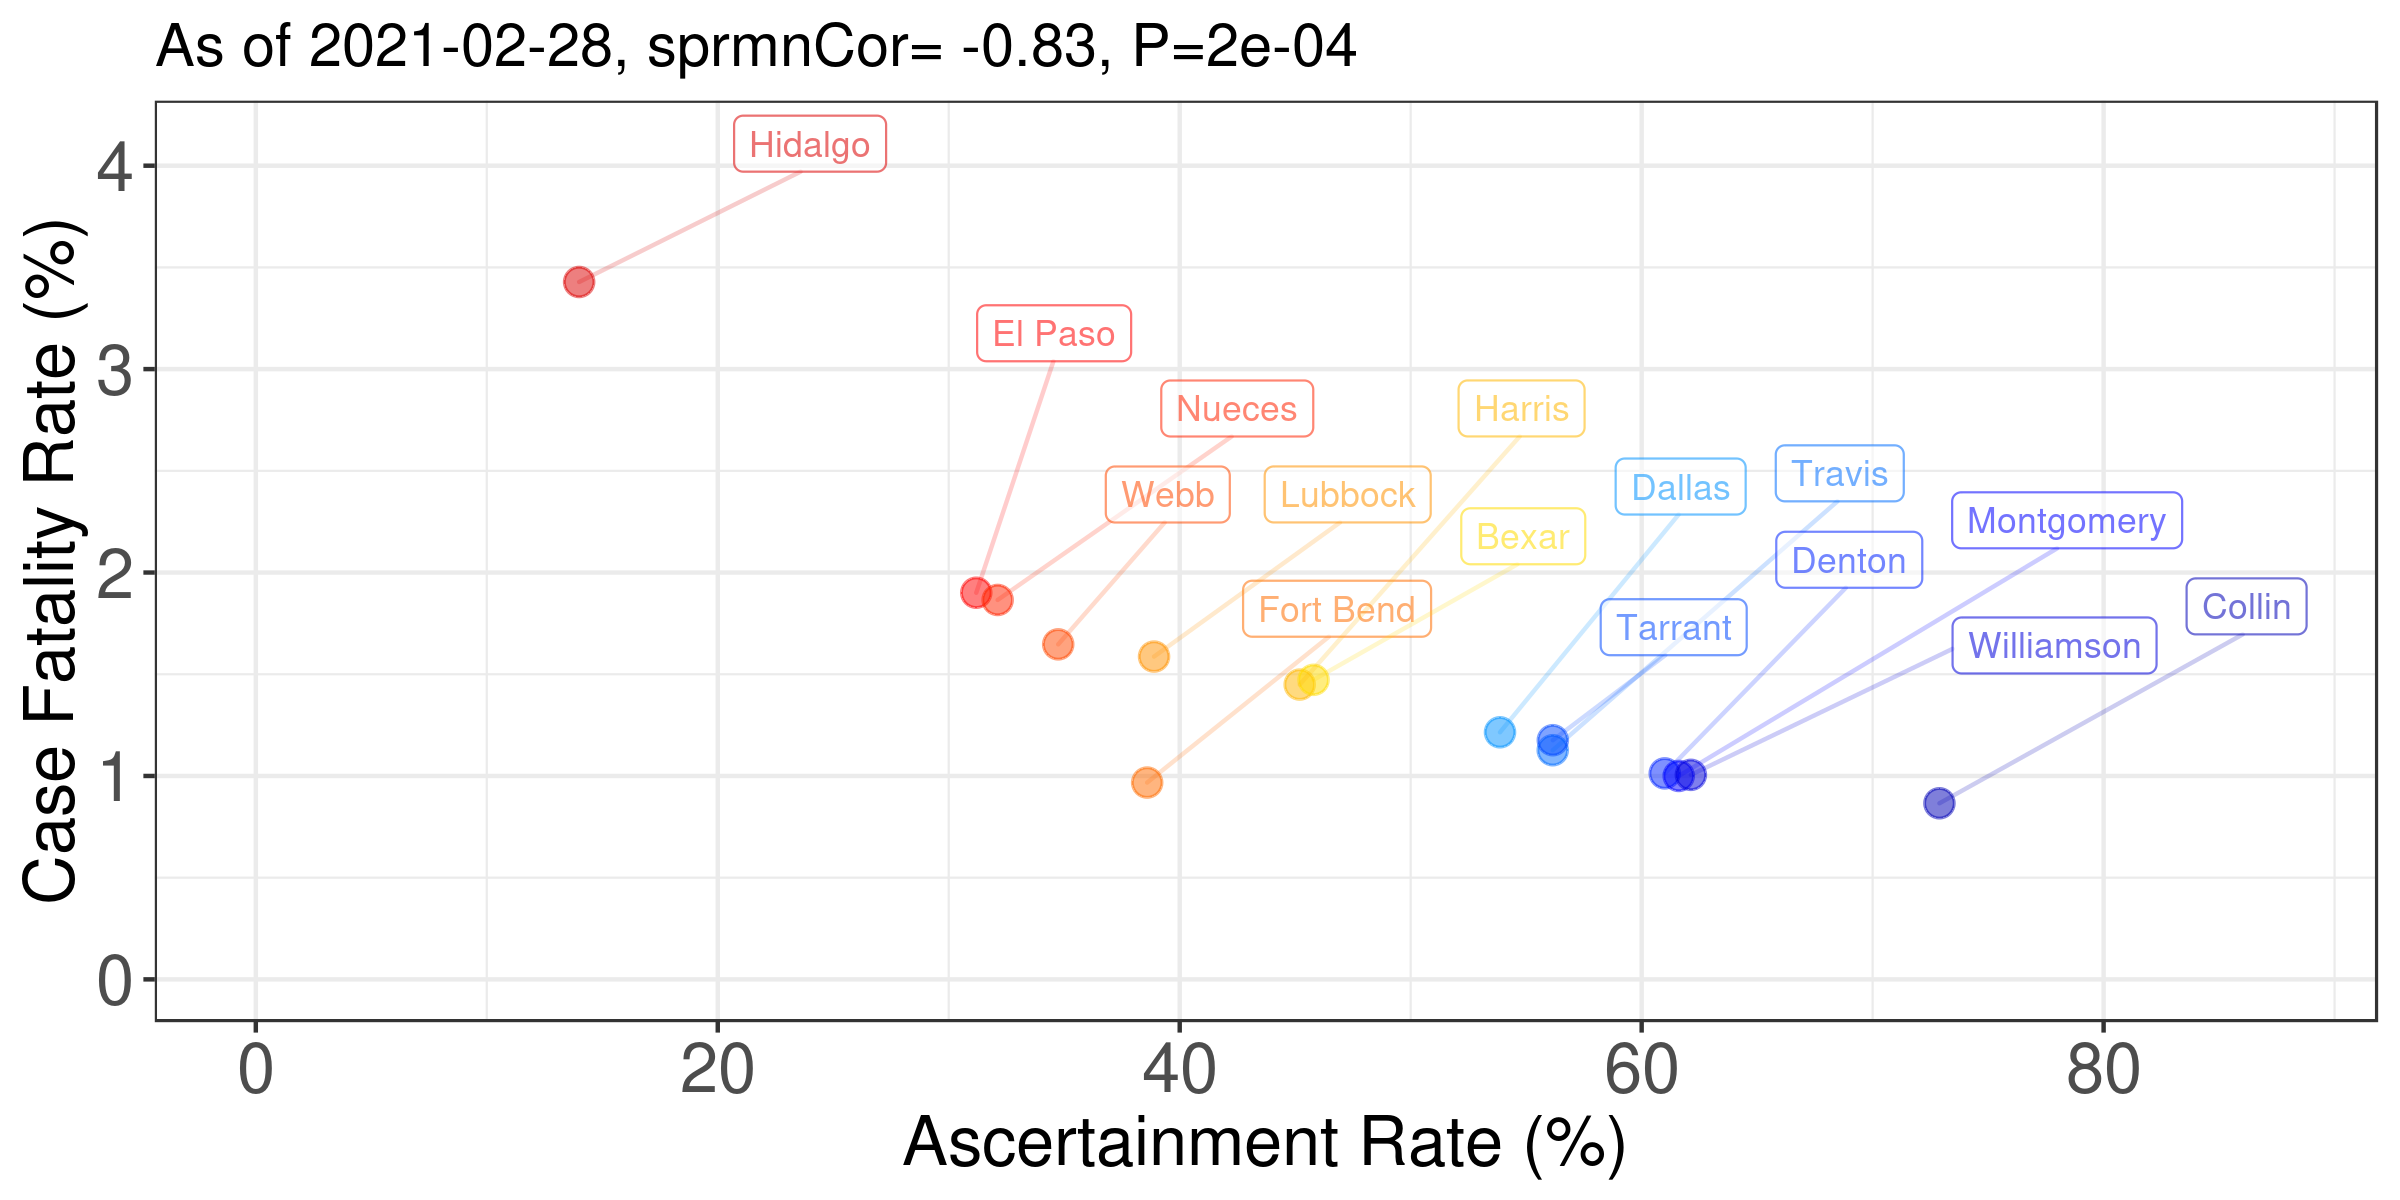 As of 2021-02-28, sprmnCor= -0.83, P=2e-04
Case Fatality Rate (%)
4
3
2
1
0
Hidalgo
El Paso
Nueces
Harris
Webb
Lubbock
Dallas
Travis
Bexar
Montgomery
Denton
Fort Bend
Tarrant
Collin
Williamson
0 20 40 60 80
Ascertainment Rate (%)